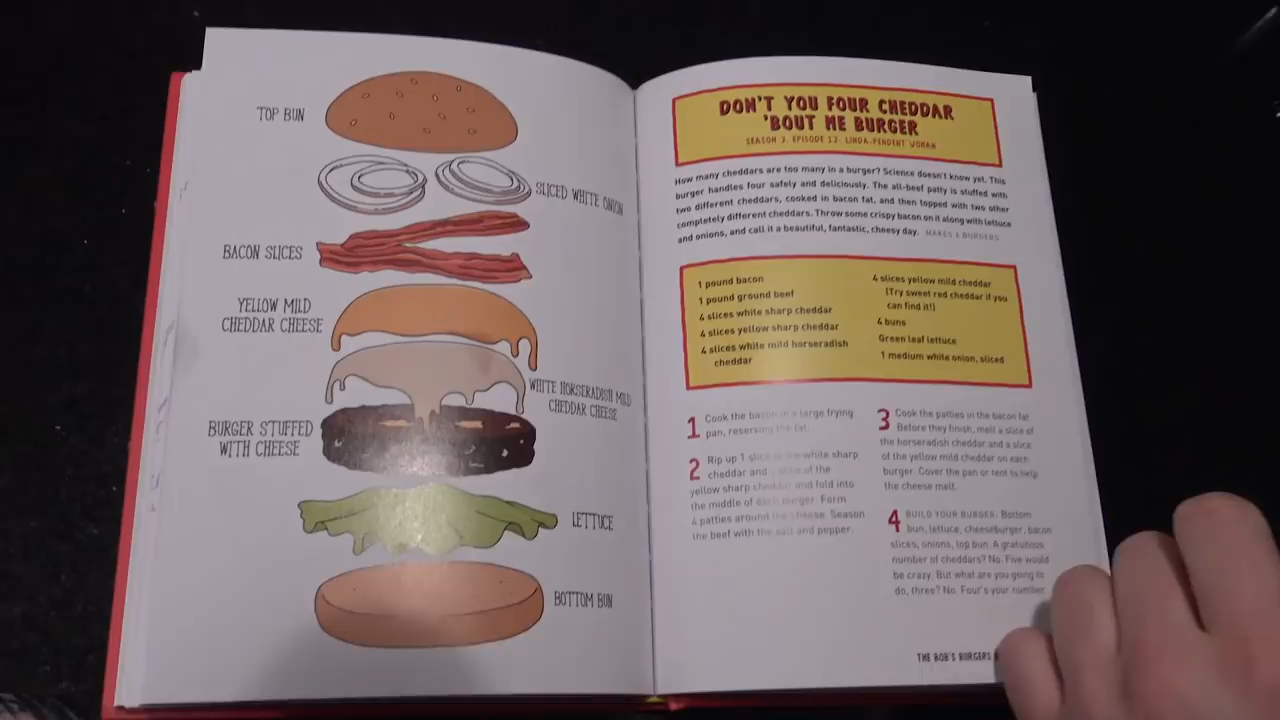 TOP BUN
SLICED WHITE ONION
BACON SLICES
YELLOW MILD
CHEDDAR CHEESE
WHITE HORSERADISH MILD
CHEDDAR CHEESE
BURGER STUFFED
WITH CHEESE
LETTUCE
BOTTOM BUN
DON'T YOU FOUR CHEDDAR
'BOUT ME BURGER
SEASON 3, EPISODE 13: LINDA-PENDENT WOMAN
How many cheddars are too many in a burger? Science doesn't know yet. This
burger handles four safely and deliciously. The all-beef patty is stuffed with
two different cheddars, cooked in bacon fat, and then topped with two other
completely different cheddars. Throw some crispy bacon on it along with lettuce
and onions, and call it a beautiful, fantastic, cheesy day. MAKES 4 BURGERS
1 pound bacon
1 pound ground beef
4 slices white sharp cheddar
4 slices yellow sharp cheddar
4 slices white mild horseradish
cheddar
4 slices yellow mild cheddar
(Try sweet red cheddar if you
can find it!)
4 buns
Green leaf lettuce
1 medium white onion, sliced
1 Cook the bacon in a large frying
pan, reserving the fat.
2 Rip up 1 slice of the white sharp
cheddar and 1 slice of the
yellow sharp cheddar and fold into
the middle of each burger. Form
4 patties around the cheese. Season
the beef with the salt and pepper.
3 Cook the patties in the bacon fat.
Before they finish, melt a slice of
the horseradish cheddar and a slice
of the yellow mild cheddar on each
burger. Cover the pan or tent to help
the cheese melt.
4 BUILD YOUR BURGER: Bottom
bun, lettuce, cheeseburger, bacon
slices, onions, top bun. A gratuitous
number of cheddars? No. Five would
be crazy. But what are you going to
do, three? No. Four's your number.
THE BOB'S BURGERS